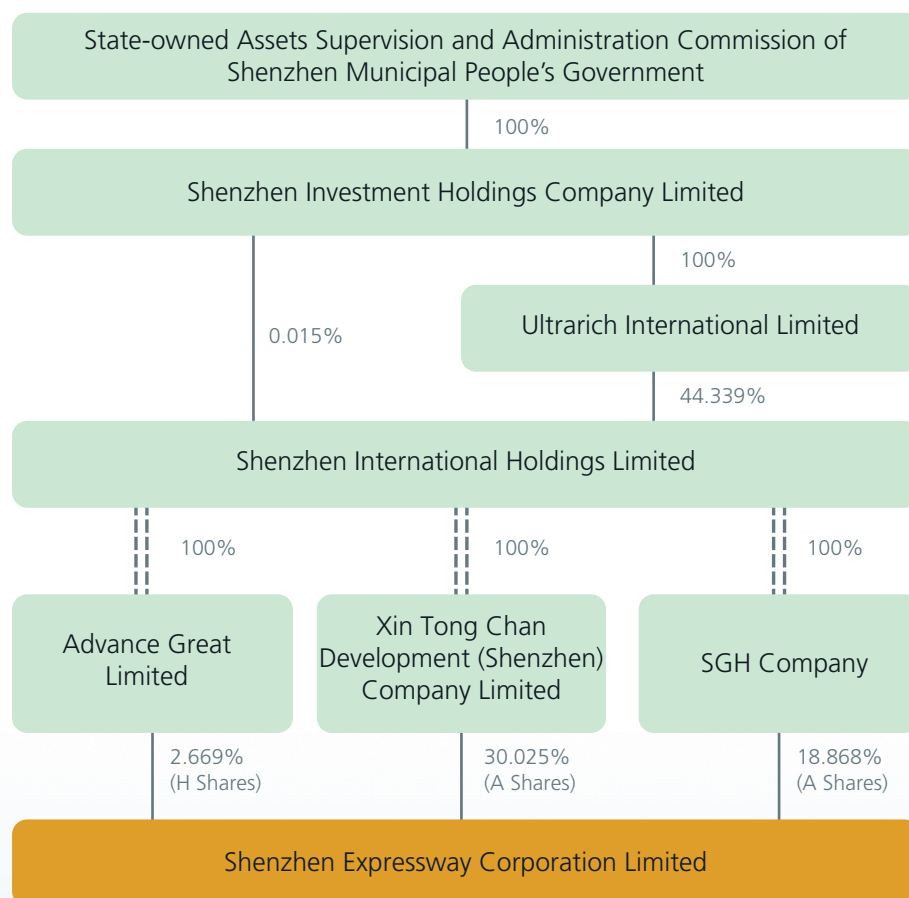 State-owned Assets Supervision and Administration Commission of
Shenzhen Municipal People’s Government
100%
Shenzhen Investment Holdings Company Limited
100%
0.015%
Ultrarich International Limited
44.339%
Shenzhen International Holdings Limited
100%
100%
100%
Advance Great
Limited
Xin Tong Chan
Development (Shenzhen)
Company Limited
SGH Company
2.669%
(H Shares)
30.025%
(A Shares)
18.868%
(A Shares)
Shenzhen Expressway Corporation Limited